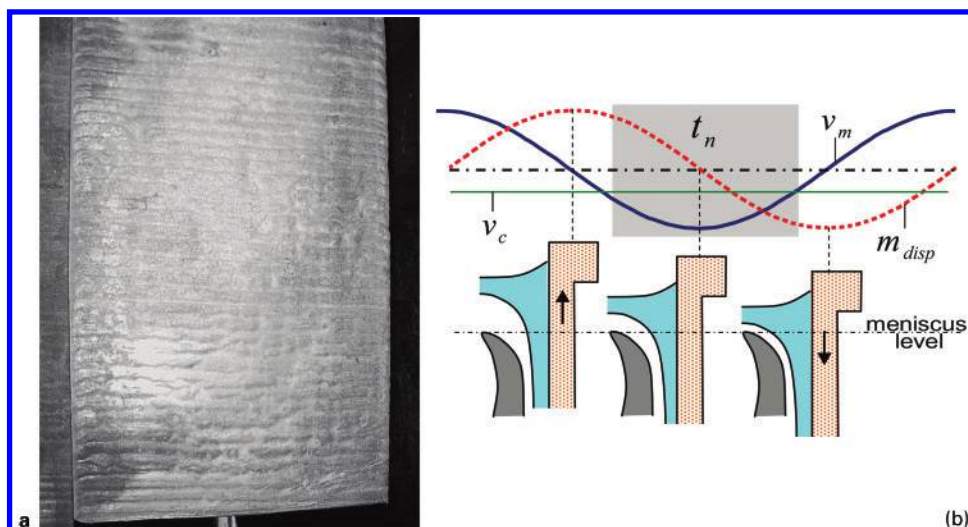 t_n
v_m
v_c
m_disp
meniscus
level
a
(b)